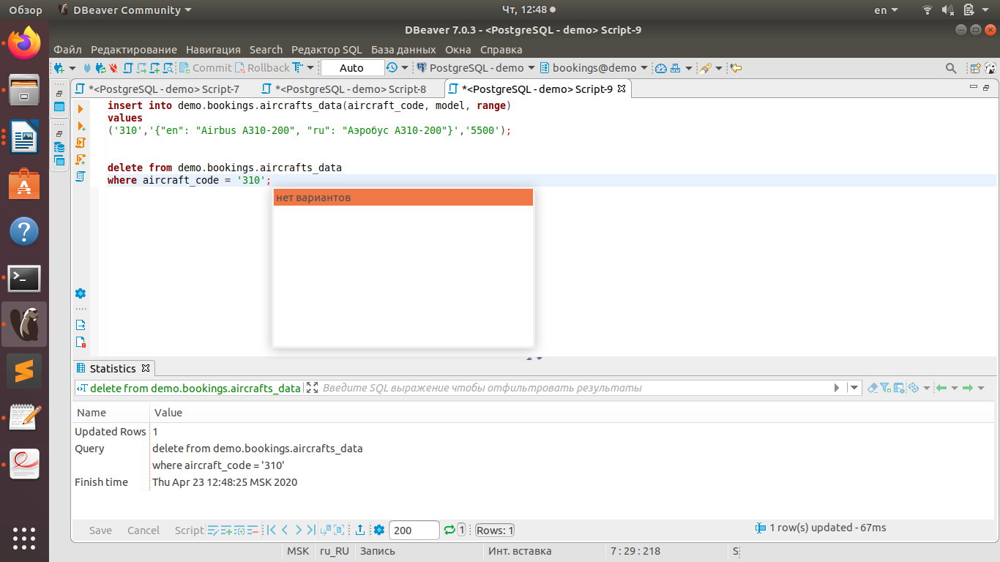 Обзор DBeaver Community Чт, 12:48 en
DBeaver 7.0.3 - <PostgreSQL - demo> Script-9
Файл Редактирование Навигация Search Редактор SQL База данных Окна Справка
Commit Rollback Auto PostgreSQL - demo bookings@demo
*<PostgreSQL - demo> Script-7 *<PostgreSQL - demo> Script-8 *<PostgreSQL - demo> Script-9
insert into demo.bookings.aircrafts_data(aircraft_code, model, range)
values
('310','{"en": "Airbus A310-200", "ru": "Аэробус A310-200"}','5500');
delete from demo.bookings.aircrafts_data
where aircraft_code = '310';
нет вариантов
Statistics
delete from demo.bookings.aircrafts_data Введите SQL выражение чтобы отфильтровать результаты
Name Value
Updated Rows 1
Query delete from demo.bookings.aircrafts_data
where aircraft_code = '310'
Finish time Thu Apr 23 12:48:25 MSK 2020
Save Cancel Script 200 1 Rows: 1 1 row(s) updated - 67ms
MSK ru_RU Запись Инт. вставка 7 : 29 : 218 S